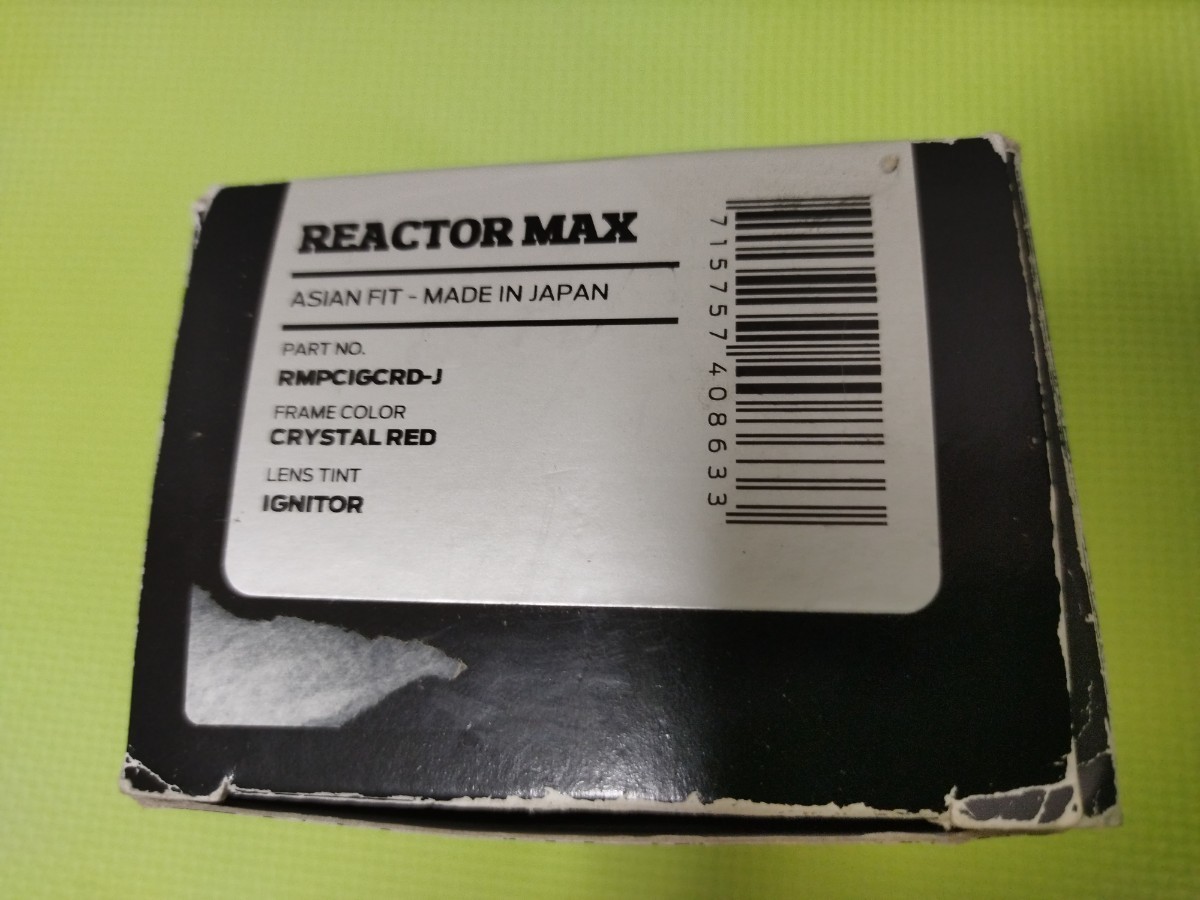 REACTOR MAX
ASIAN FIT - MADE IN JAPAN
PART NO.
RMPCIGCRD-J
FRAME COLOR
CRYSTAL RED
LENS TINT
IGNITOR
715757408633